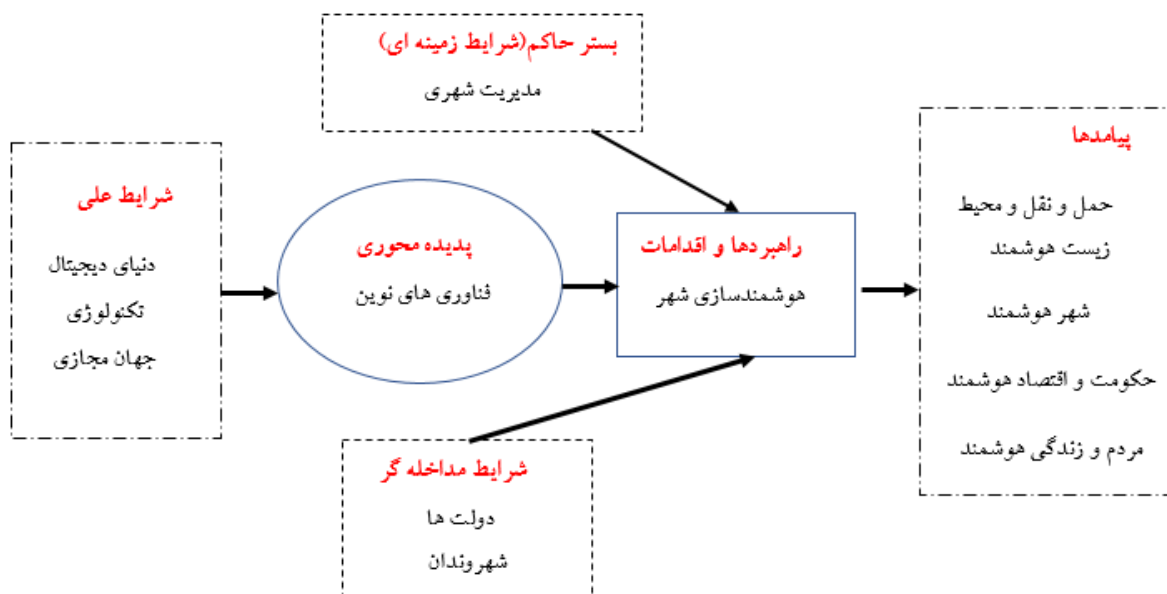 بستر حاکم(شرایط زمینه ای)
مدیریت شهری
شرایط علی
دنیای دیجیتال
تکنولوژی
جهان مجازی
پدیده محوری
فناوری های نوین
راهبردها و اقدامات
هوشمندسازی شهر
شرایط مداخله گر
دولت ها
شهروندان
پیامدها
حمل و نقل و محیط
زیست هوشمند
شهر هوشمند
حکومت و اقتصاد هوشمند
مردم و زندگی هوشمند